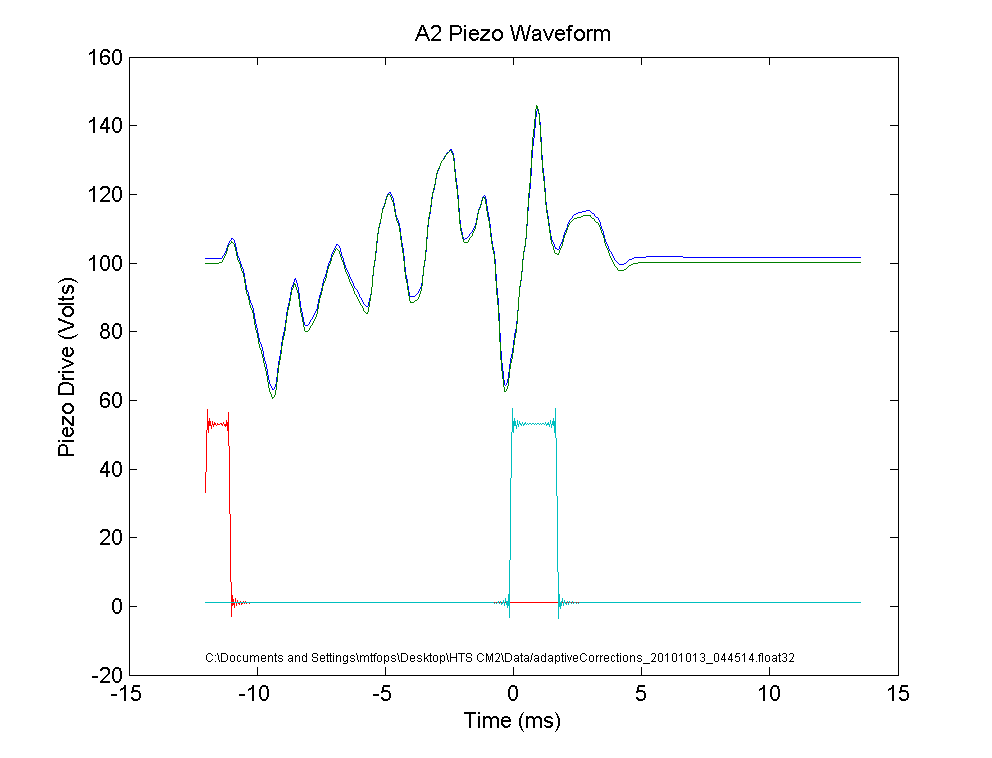 A2 Piezo Waveform
160
140
120
100
80
60
40
20
0
-20
Piezo Drive (Volts)
C:\Documents and Settings\mtfops\Desktop\HTS CM2\Data/adaptiveCorrections_20101013_044514.float32
-15 -10 -5 0 5 10 15
Time (ms)